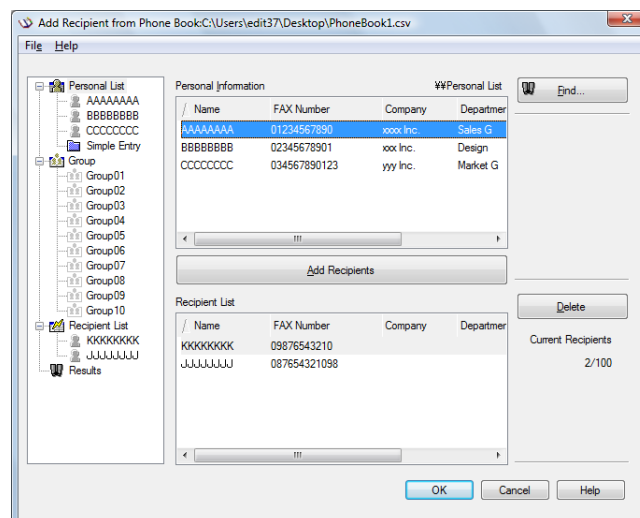 Add Recipient from Phone Book:C:\Users\edit37\Desktop\PhoneBook1.csv
File Help
Personal List
AAAAAAAA
BBBBBBBB
CCCCCCCC
Simple Entry
Group
Group01
Group02
Group03
Group04
Group05
Group06
Group07
Group08
Group09
Group10
Recipient List
KKKKKKKK
JJJJJJJJ
Results
Personal Information ¥¥Personal List
Name FAX Number Company Departmer
AAAAAAAA 01234567890 xxxx Inc. Sales G
BBBBBBBB 02345678901 xxx Inc. Design
CCCCCCCC 034567890123 yyy Inc. Market G
Add Recipients
Recipient List
Name FAX Number Company Departmer
KKKKKKKK 09876543210
JJJJJJJJ 087654321098
Find...
Delete
Current Recipients
2/100
OK Cancel Help